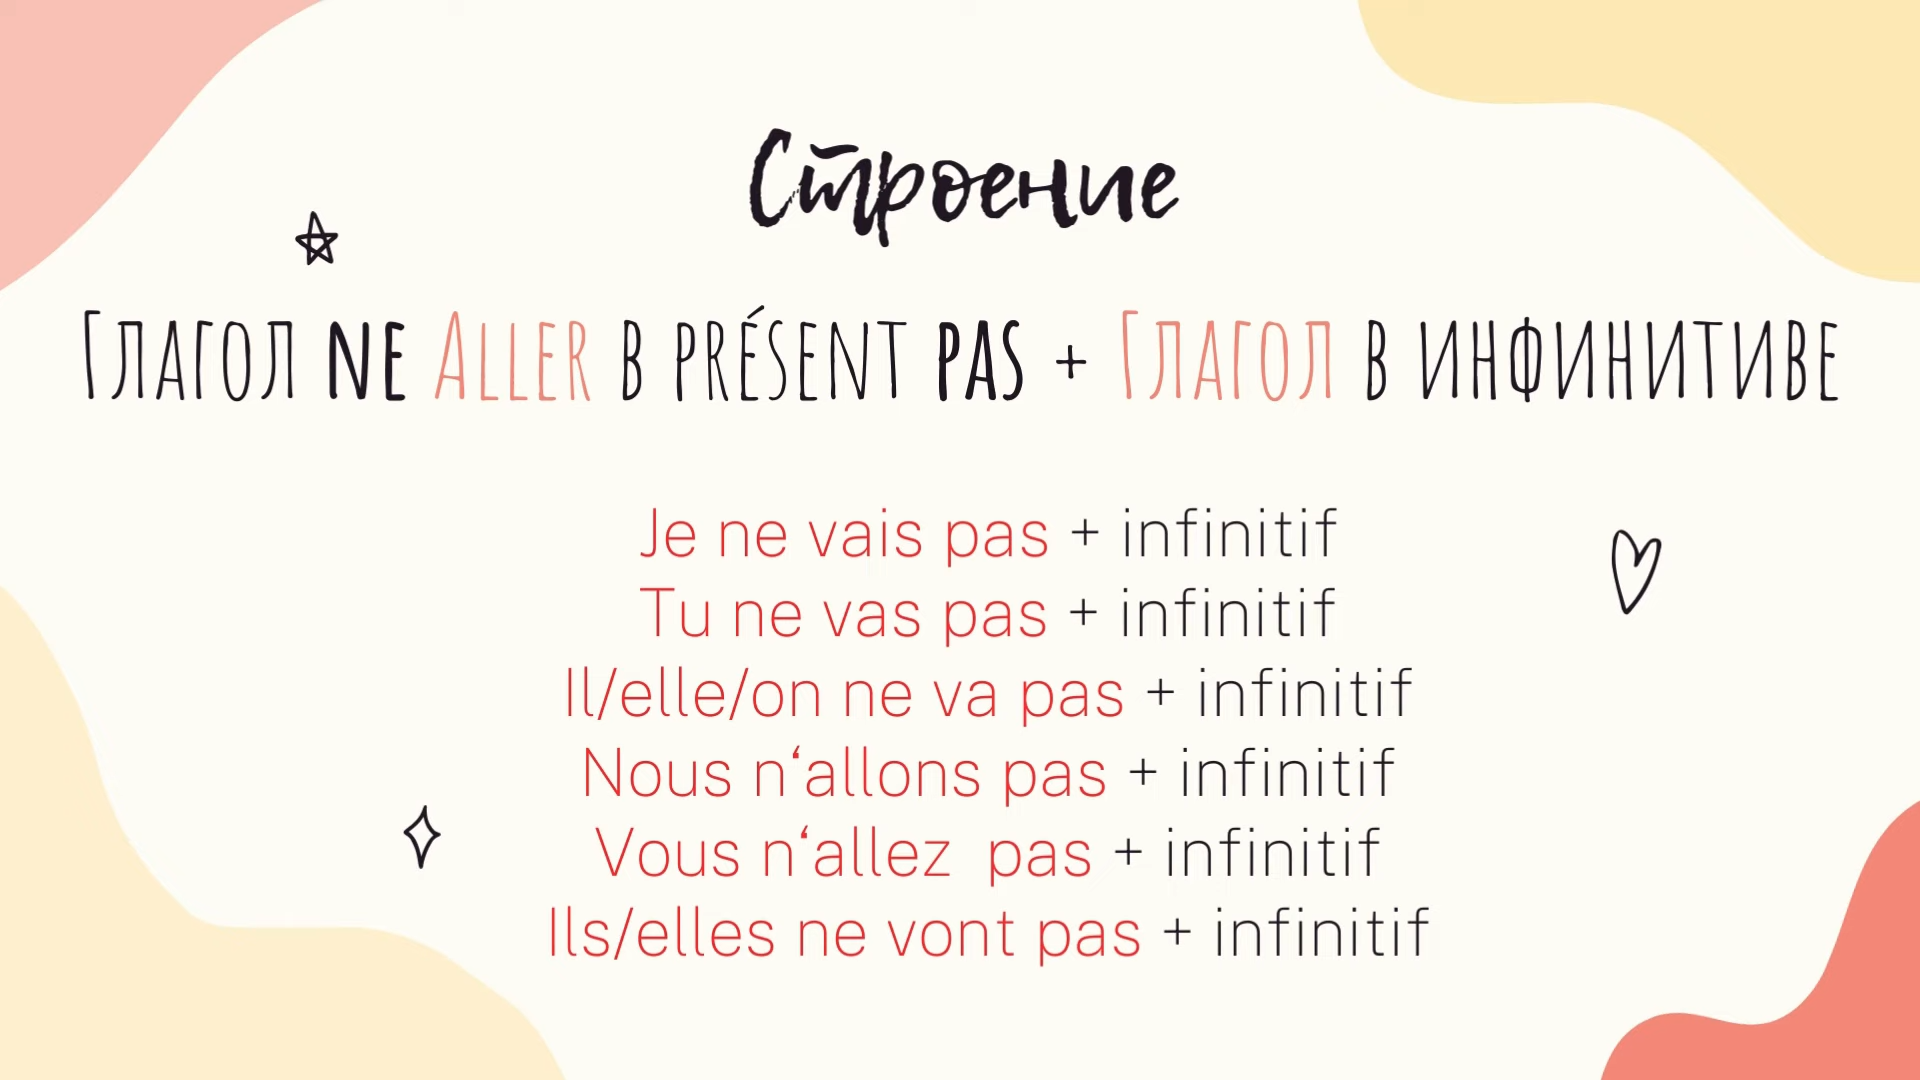 Строение
Глагол ne Aller в présent pas + Глагол в инфинитиве
Je ne vais pas + infinitif
Tu ne vas pas + infinitif
Il/elle/on ne va pas + infinitif
Nous n‘allons pas + infinitif
Vous n‘allez  pas + infinitif
Ils/elles ne vont pas + infinitif